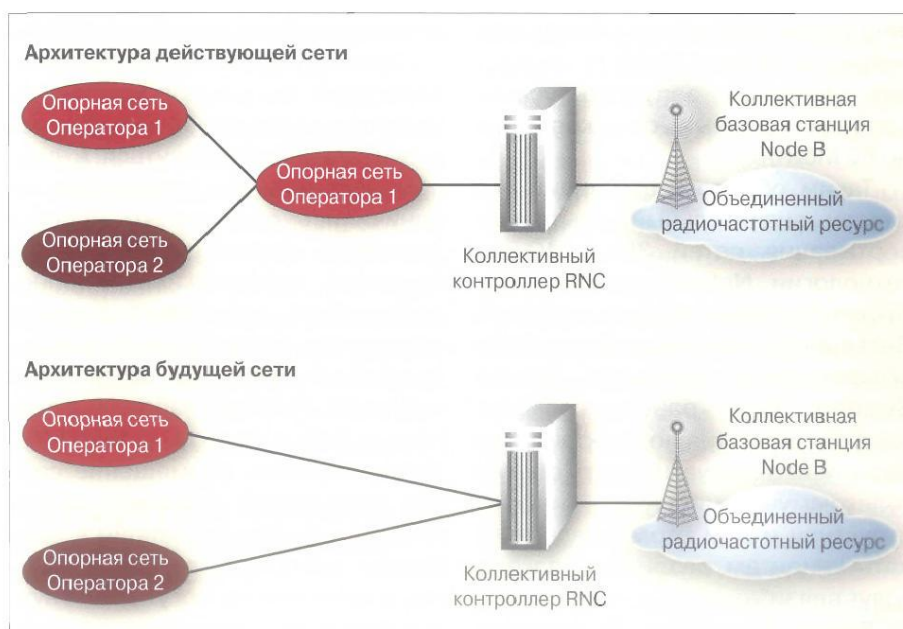 Архитектура действующей сети
Опорная сеть
Оператора 1
Опорная сеть
Оператора 2
Опорная сеть
Оператора 1
Коллективный
контроллер RNC
Коллективная
базовая станция
Node B
Объединенный
радиочастотный ресурс
Архитектура будущей сети
Опорная сеть
Оператора 1
Опорная сеть
Оператора 2
Коллективный
контроллер RNC
Коллективная
базовая станция
Node B
Объединенный
радиочастотный ресурс